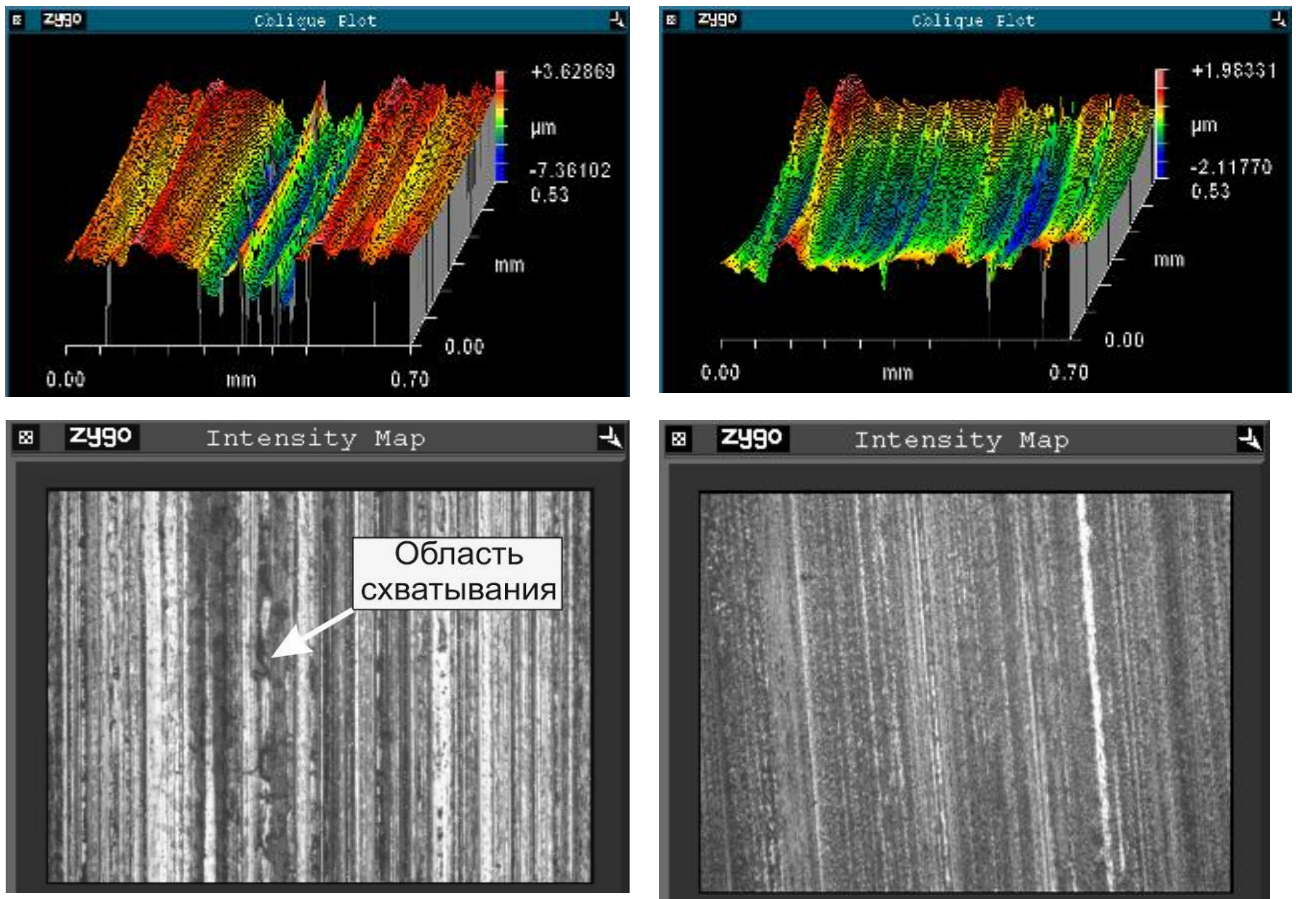 zygo Oblique Plot
+3.62869
µm
-7.36102
0.53
mm
0.00
0.00 mm 0.70
zygo Oblique Plot
+1.98331
µm
-2.11770
0.53
mm
0.00
0.00 mm 0.70
zygo Intensity Map
Область
схватывания
zygo Intensity Map